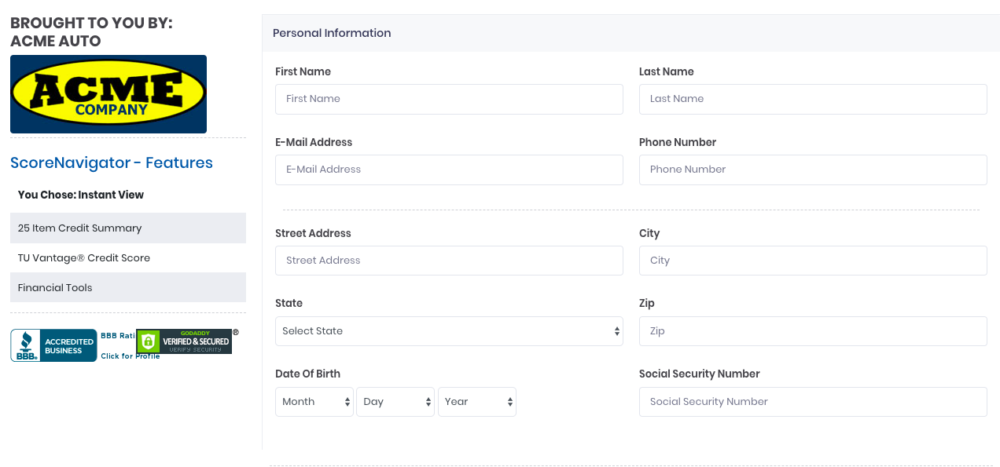 BROUGHT TO YOU BY:
ACME AUTO
ACME
COMPANY
ScoreNavigator - Features
You Chose: Instant View
25 Item Credit Summary
TU Vantage® Credit Score
Financial Tools
BBB.
ACCREDITED
BUSINESS
BBB
Click for Profile
GODADDY
VERIFIED & SECURED
VERIFY SECURITY
®
Personal Information
First Name
Last Name
First Name
Last Name
E-Mail Address
Phone Number
E-Mail Address
Phone Number
Street Address
City
Street Address
City
State
Zip
Select State
Zip
Date Of Birth
Social Security Number
Month
Day
Year
Social Security Number